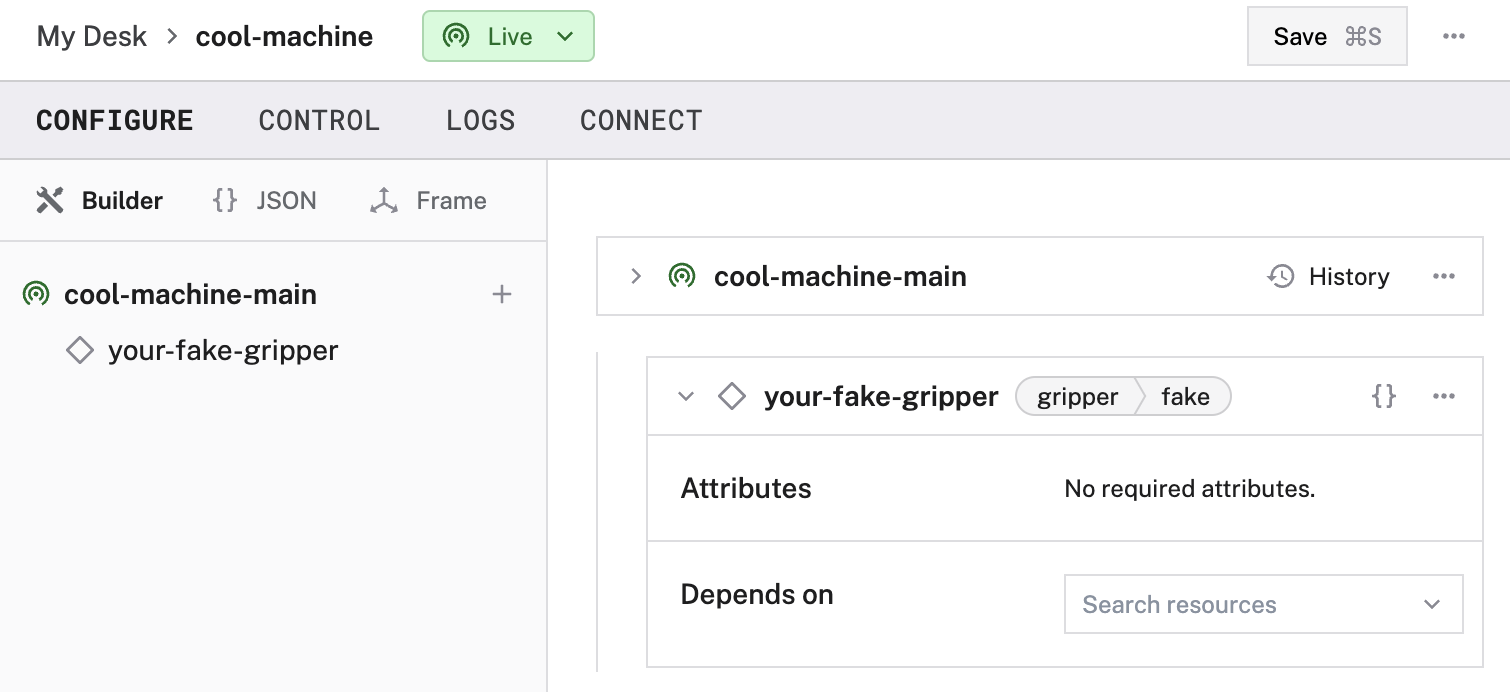 My Desk > cool-machine Live Save ⌘S ...
CONFIGURE CONTROL LOGS CONNECT
Builder {} JSON Frame
cool-machine-main +
your-fake-gripper
cool-machine-main History ...
your-fake-gripper gripper fake {} ...
Attributes No required attributes.
Depends on Search resources